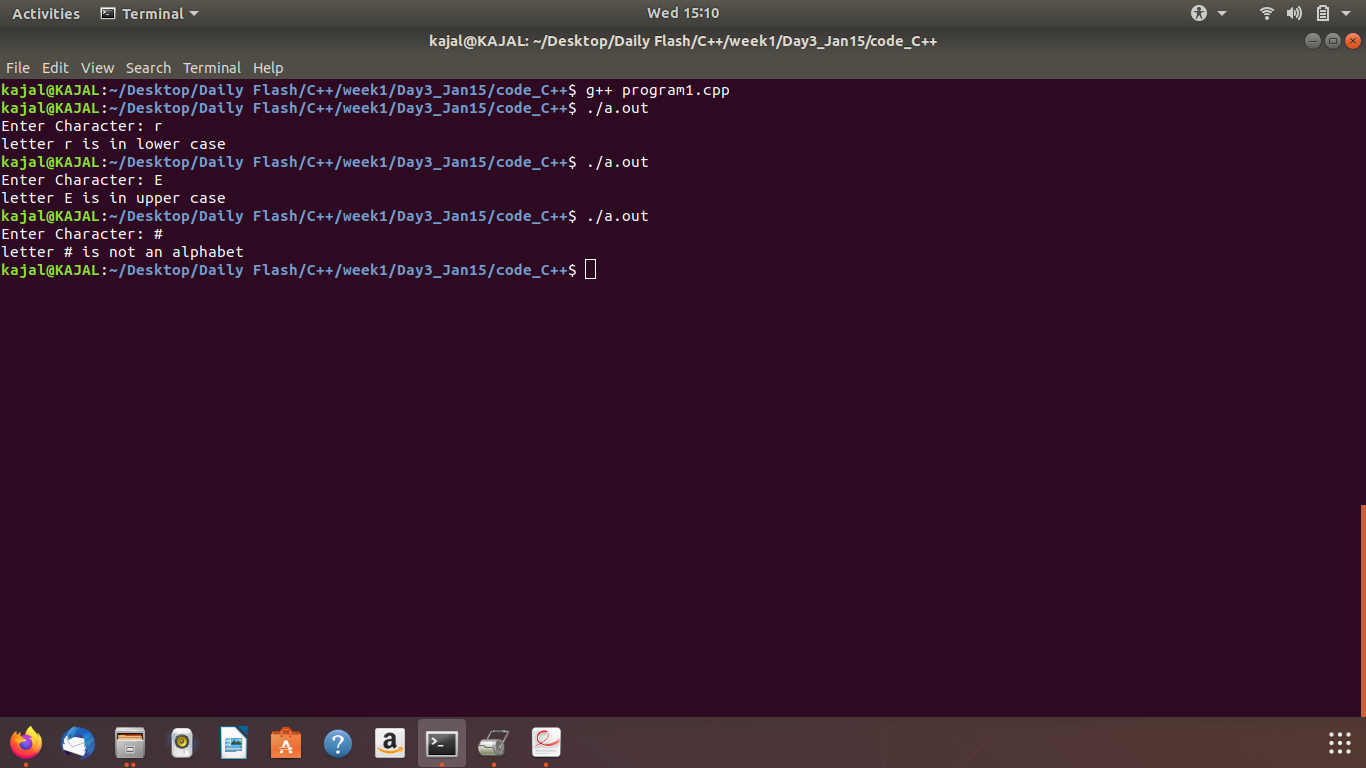 Activities Terminal Wed 15:10
kajal@KAJAL: ~/Desktop/Daily Flash/C++/week1/Day3_Jan15/code_C++
File Edit View Search Terminal Help
kajal@KAJAL:~/Desktop/Daily Flash/C++/week1/Day3_Jan15/code_C++$ g++ program1.cpp
kajal@KAJAL:~/Desktop/Daily Flash/C++/week1/Day3_Jan15/code_C++$ ./a.out
Enter Character: r
letter r is in lower case
kajal@KAJAL:~/Desktop/Daily Flash/C++/week1/Day3_Jan15/code_C++$ ./a.out
Enter Character: E
letter E is in upper case
kajal@KAJAL:~/Desktop/Daily Flash/C++/week1/Day3_Jan15/code_C++$ ./a.out
Enter Character: #
letter # is not an alphabet
kajal@KAJAL:~/Desktop/Daily Flash/C++/week1/Day3_Jan15/code_C++$